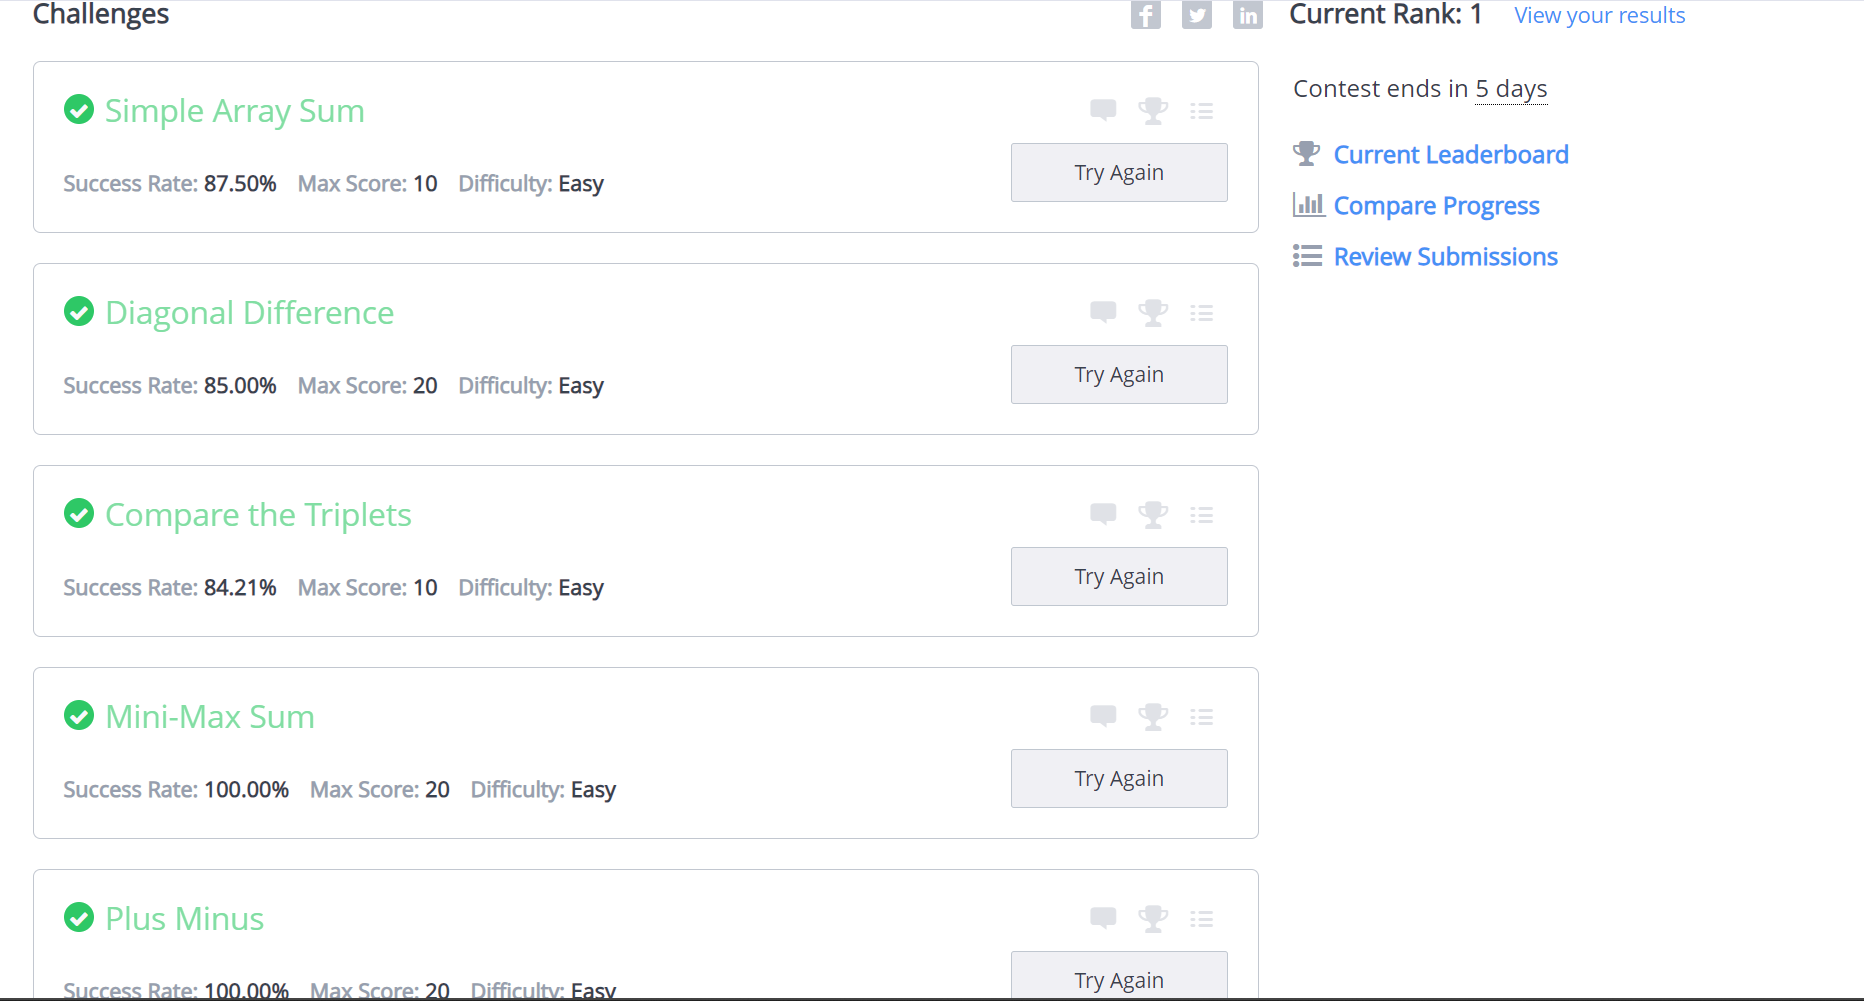 Challenges
Current Rank: 1 View your results
Simple Array Sum
Success Rate: 87.50% Max Score: 10 Difficulty: Easy
Try Again
Diagonal Difference
Success Rate: 85.00% Max Score: 20 Difficulty: Easy
Try Again
Compare the Triplets
Success Rate: 84.21% Max Score: 10 Difficulty: Easy
Try Again
Mini-Max Sum
Success Rate: 100.00% Max Score: 20 Difficulty: Easy
Try Again
Plus Minus
Success Rate: 100.00% Max Score: 20 Difficulty: Easy
Try Again
Contest ends in 5 days
Current Leaderboard
Compare Progress
Review Submissions